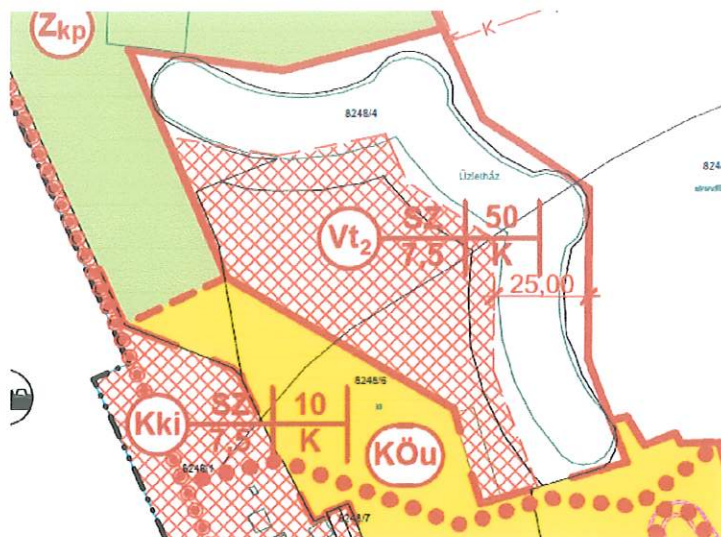 Zkp
K
8248/4
Üzletház
824
SZ 50
Vt2
7,5 K
25,00
8248/6
SZ 10
Kki
7,5 K
KÖu
8248/1
8248/7